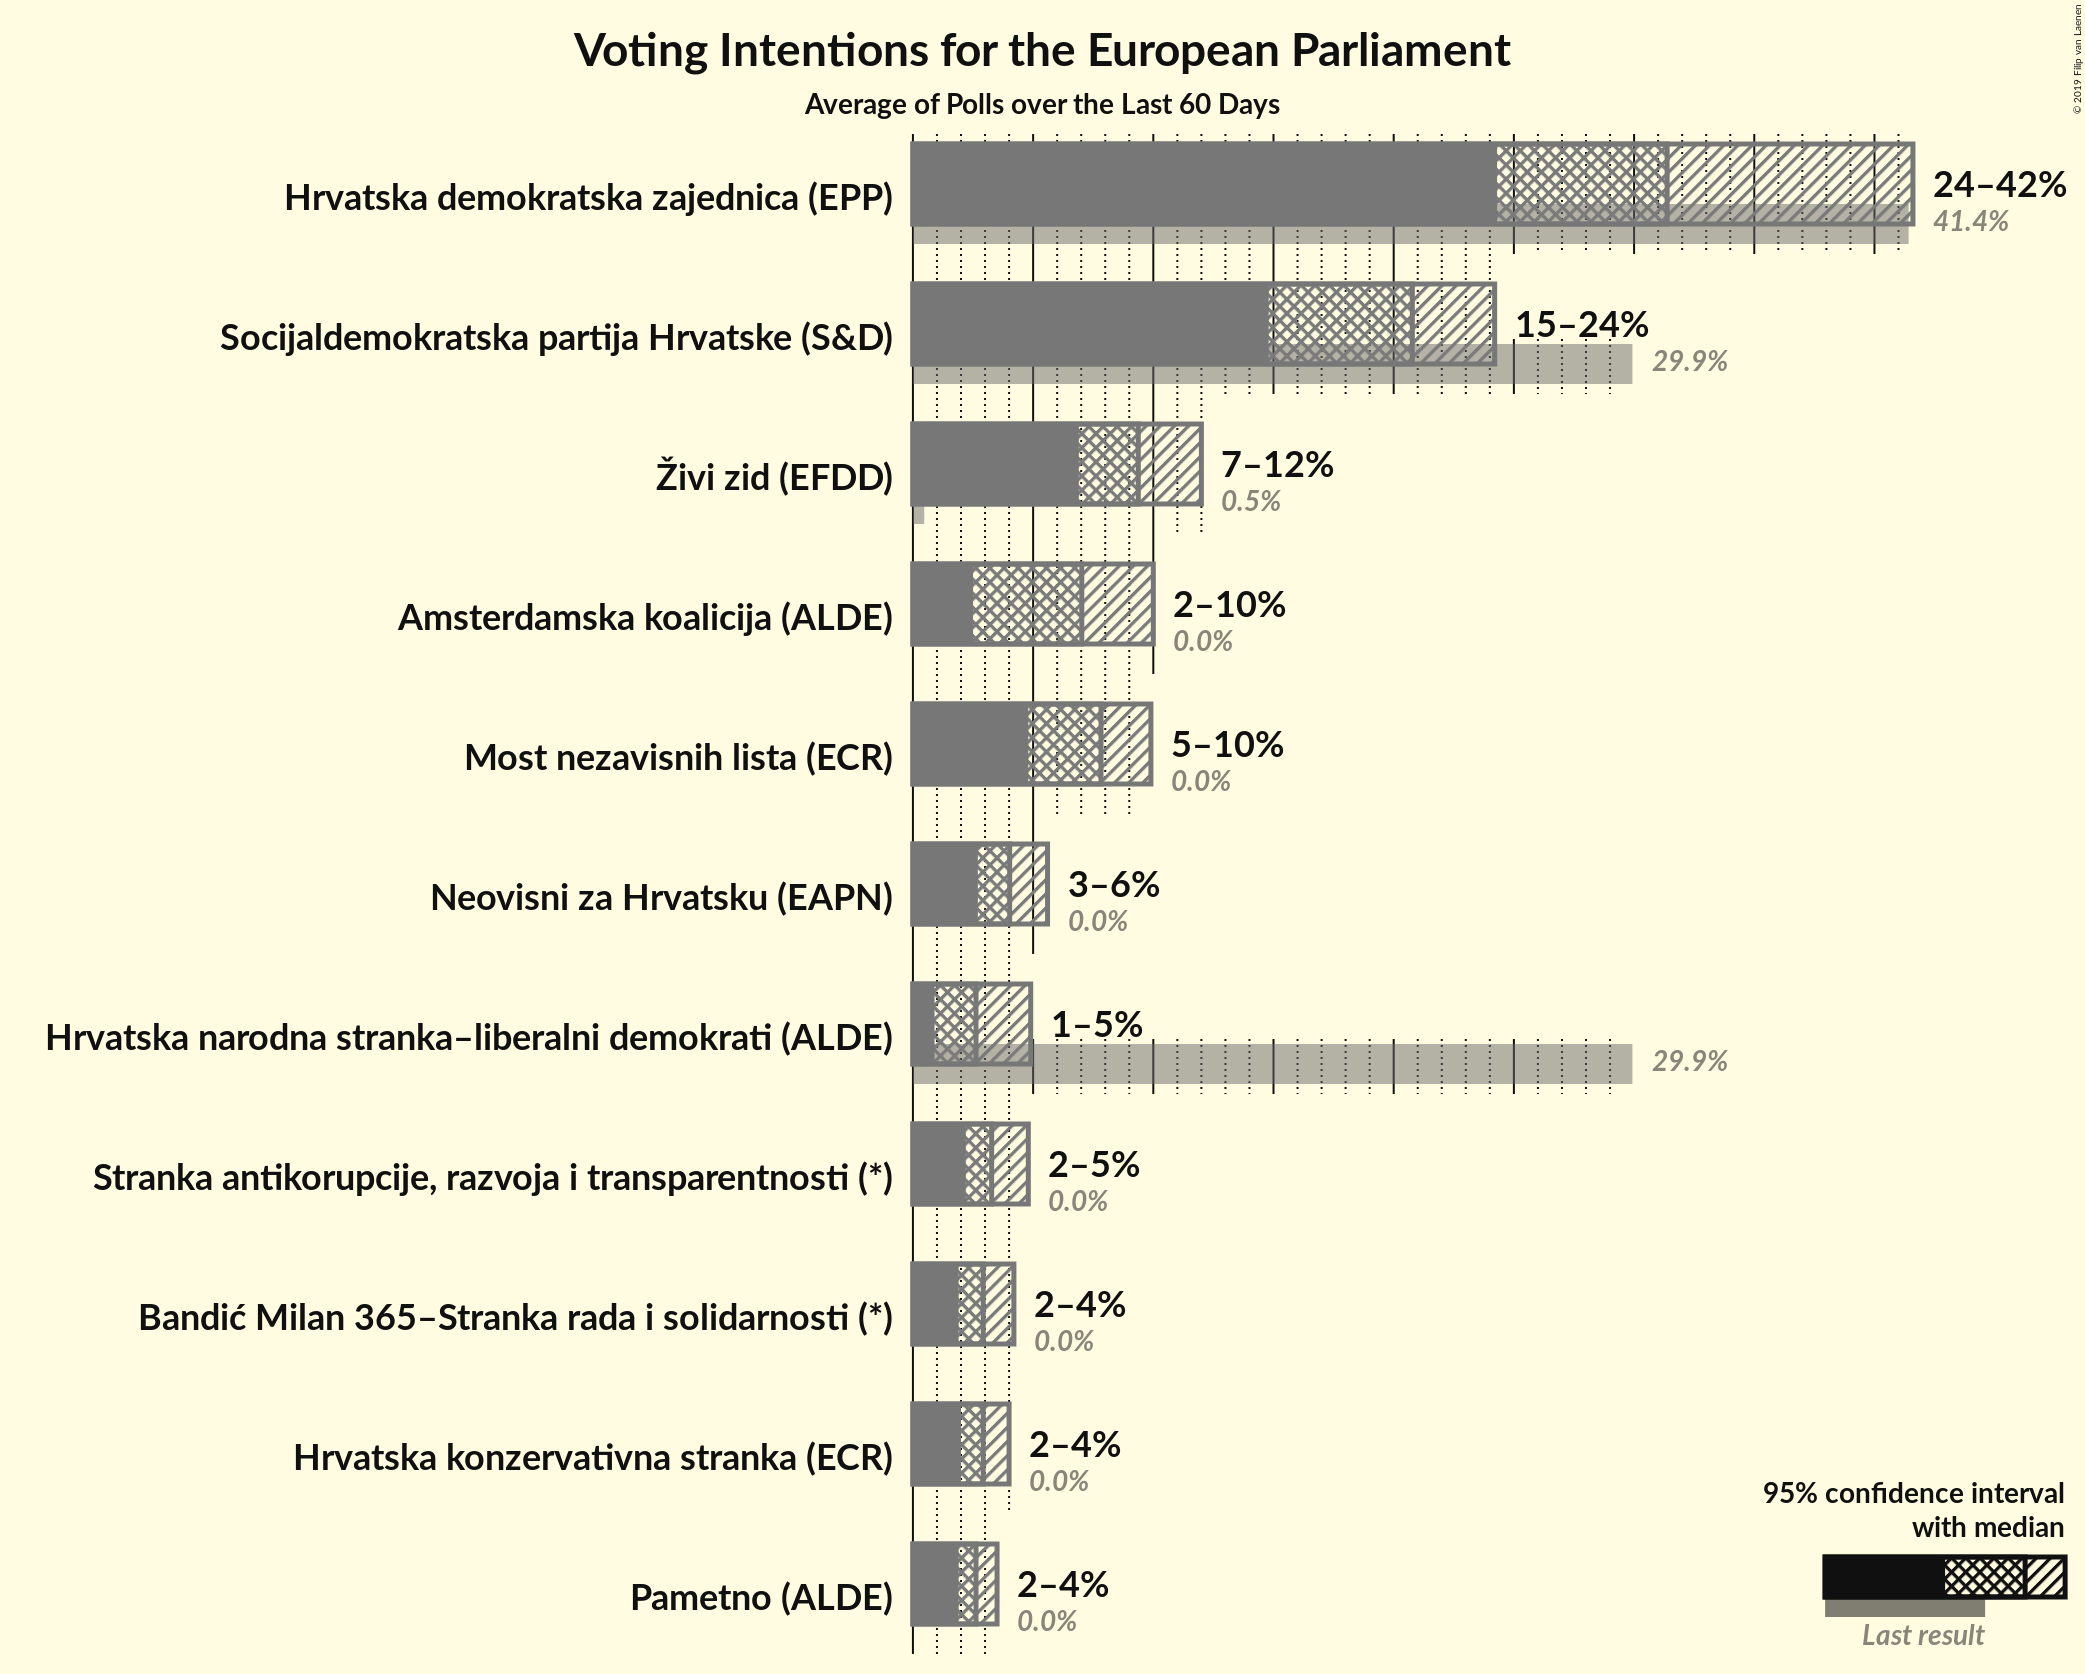 Voting Intentions for the European Parliament
Average of Polls over the Last 60 Days
© 2019 Filip van Laenen
Hrvatska demokratska zajednica (EPP)
24–42%
41.4%
Socijaldemokratska partija Hrvatske (S&D)
15–24%
29.9%
Živi zid (EFDD)
7–12%
0.5%
Amsterdamska koalicija (ALDE)
2–10%
0.0%
Most nezavisnih lista (ECR)
5–10%
0.0%
Neovisni za Hrvatsku (EAPN)
3–6%
0.0%
Hrvatska narodna stranka–liberalni demokrati (ALDE)
1–5%
29.9%
Stranka antikorupcije, razvoja i transparentnosti (*)
2–5%
0.0%
Bandić Milan 365–Stranka rada i solidarnosti (*)
2–4%
0.0%
Hrvatska konzervativna stranka (ECR)
2–4%
0.0%
Pametno (ALDE)
2–4%
0.0%
95% confidence interval
with median
Last result